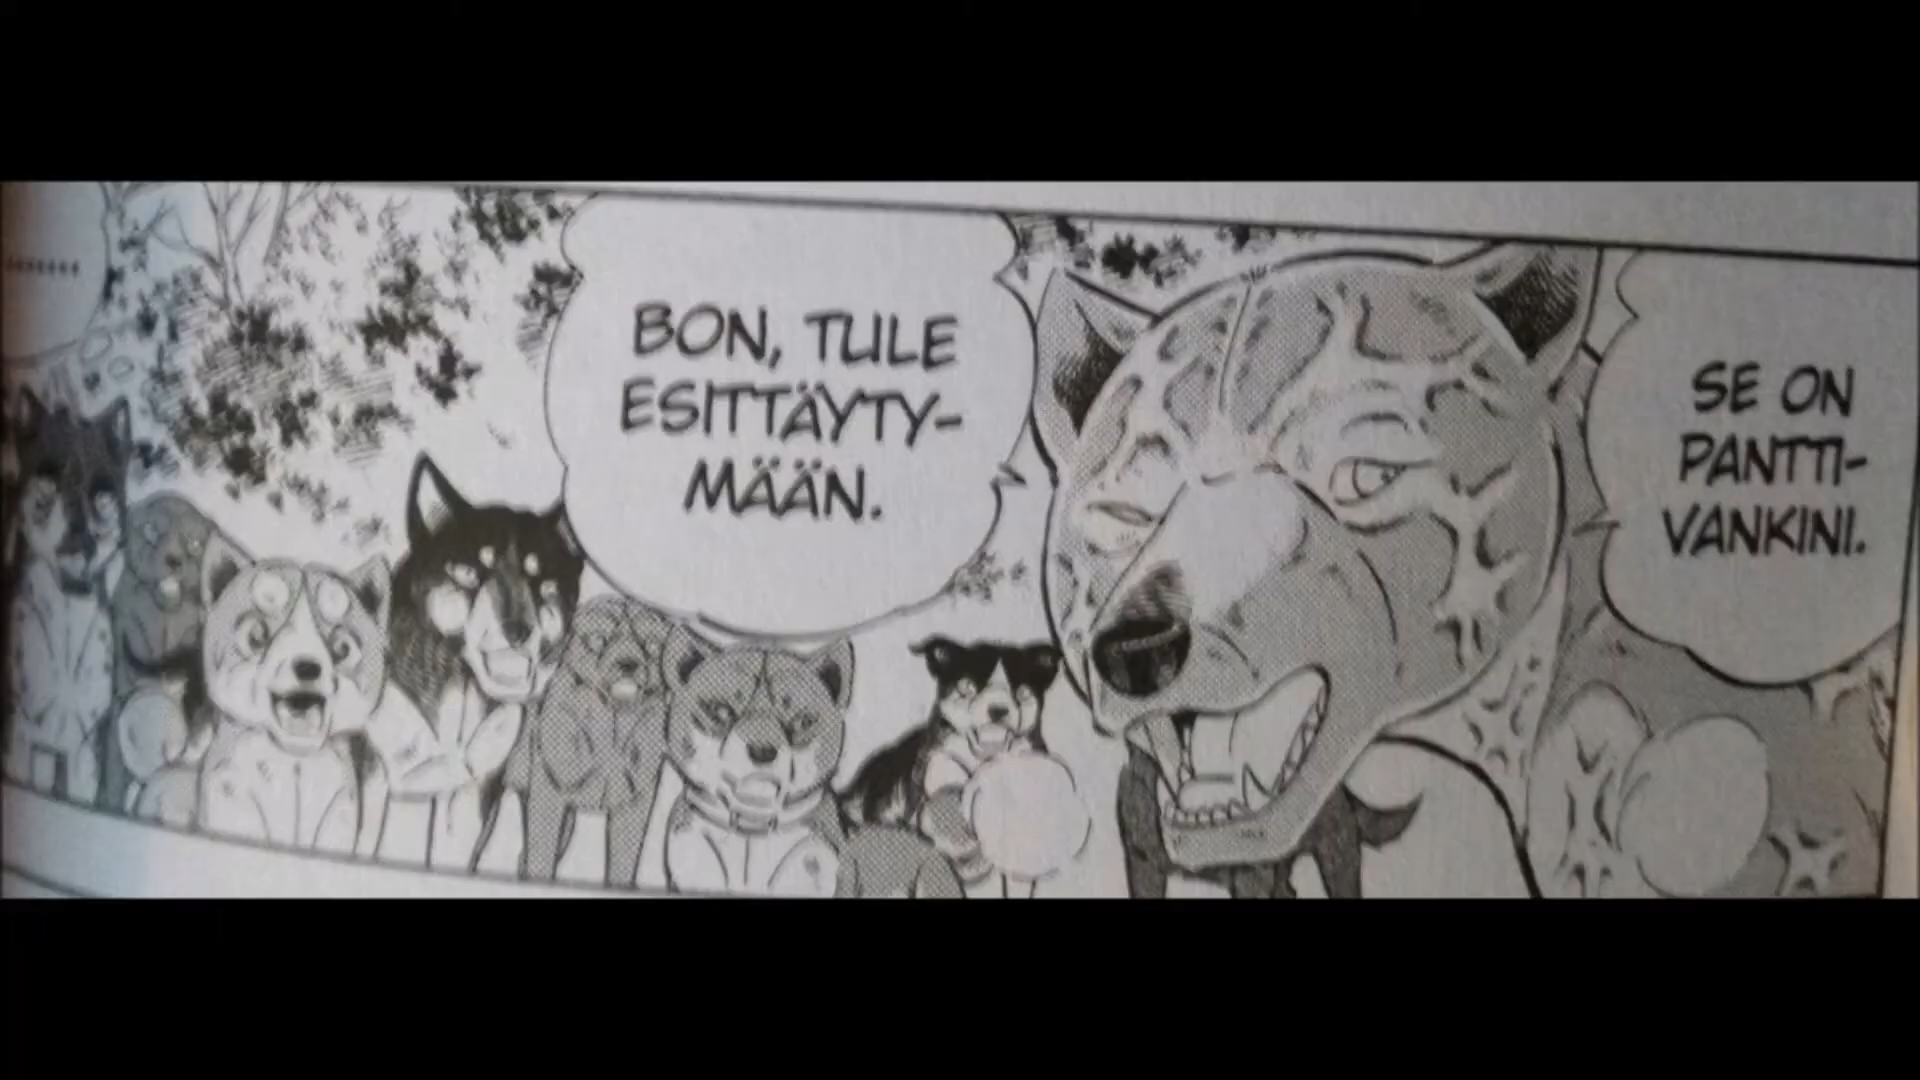 SE ON
PANTTI-
VANKINI.
BON, TULE
ESITTÄYTY-
MÄÄN.
........